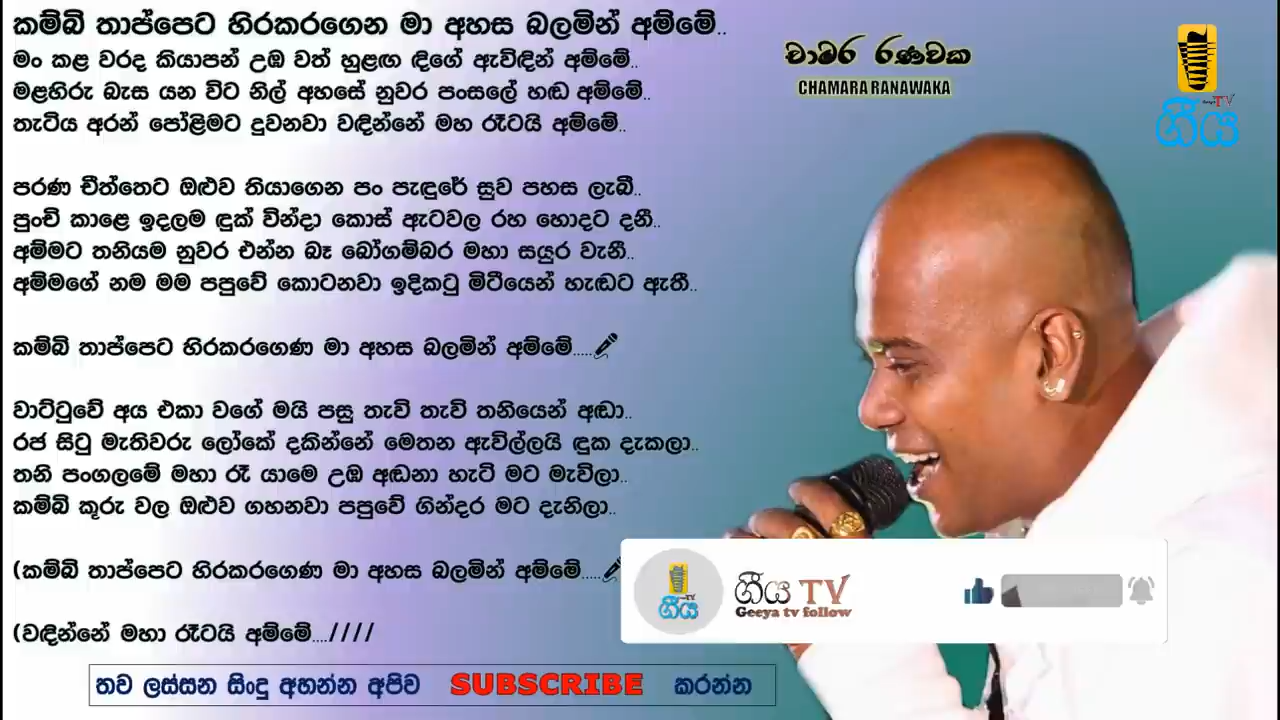 කම්බි තාප්පෙට හිරකරගෙන මා අහස බලමින් අම්මේ..
මං කළ වරද කියාපන් උඹ වත් හුළඟ ඳිගේ ඇවිඳින් අම්මේ..
මළහිරු බැස යන විට නිල් අහසේ නුවර පංසලේ හඬ අම්මේ..
තැටිය අරන් පෝළිමට දුවනවා වඳින්නේ මහ රෑටයි අම්මේ..
පරණ චීත්තෙට ඔළුව තියාගෙන පං පැඳුරේ සුව පහස ලැබී..
පුංචි කාළෙ ඉදලම ඳුක් වින්දා කොස් ඇටවල රහ හොදට දනී..
අම්මට තනියම නුවර එන්න බෑ බෝගම්බර මහා සයුර වැනී..
අම්මගේ නම මම පපුවේ කොටනවා ඉදිකටු මිටියෙන් හැඬට ඇතී..
කම්බි තාප්පෙට හිරකරගෙණ මා අහස බලමින් අම්මේ.....
වාට්ටුවේ අය එකා වගේ මයි පසු තැවි තැවි තනියෙන් අඬා..
රජ සිටු මැතිවරු ලෝකේ දකින්නේ මෙතන ඇවිල්ලයි ඳුක දැකලා..
තනි පංගලමේ මහා රෑ යාමෙ උඹ අඬනා හැටි මට මැවිලා..
කම්බි කූරු වල ඔළුව ගහනවා පපුවේ ගින්දර මට දැනිලා..
(කම්බි තාප්පෙට හිරකරගෙණ මා අහස බලමින් අම්මේ.....
(වඳින්නේ මහා රෑටයි අම්මේ....////
තව ලස්සන සිංදු අහන්න අපිව SUBSCRIBE කරන්න
චාමර රණවක
CHAMARA RANAWAKA
TV
ගීය
TV
ගීය
ගීය TV
Geeya tv follow